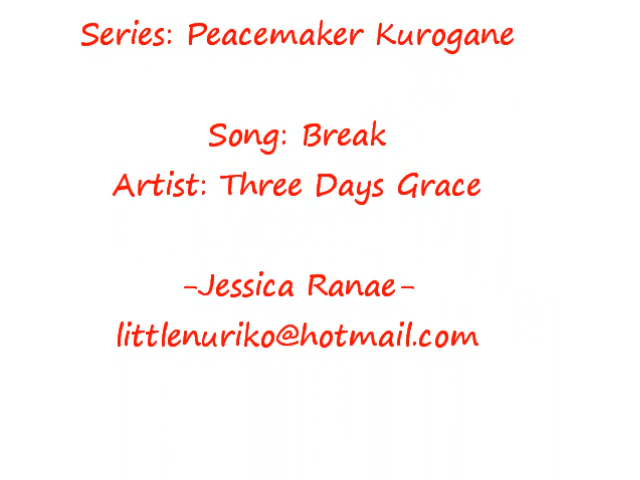 Series: Peacemaker Kurogane
Song: Break
Artist: Three Days Grace
-Jessica Ranae-
littlenuriko@hotmail.com